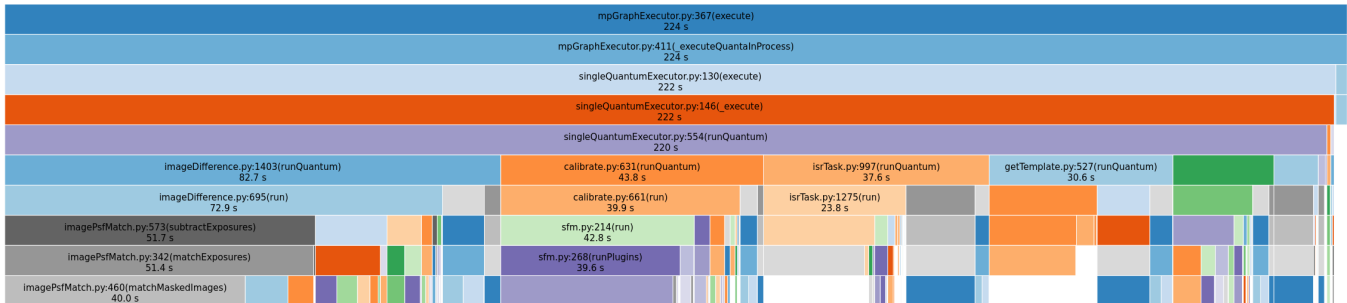 mpGraphExecutor.py:367(execute)
224 s
mpGraphExecutor.py:411(_executeQuantaInProcess)
224 s
singleQuantumExecutor.py:130(execute)
222 s
singleQuantumExecutor.py:146(_execute)
222 s
singleQuantumExecutor.py:554(runQuantum)
220 s
imageDifference.py:1403(runQuantum)
82.7 s
calibrate.py:631(runQuantum)
43.8 s
isrTask.py:997(runQuantum)
37.6 s
getTemplate.py:527(runQuantum)
30.6 s
imageDifference.py:695(run)
72.9 s
calibrate.py:661(run)
39.9 s
isrTask.py:1275(run)
23.8 s
imagePsfMatch.py:573(subtractExposures)
51.7 s
sfm.py:214(run)
42.8 s
imagePsfMatch.py:342(matchExposures)
51.4 s
sfm.py:268(runPlugins)
39.6 s
imagePsfMatch.py:460(matchMaskedImages)
40.0 s